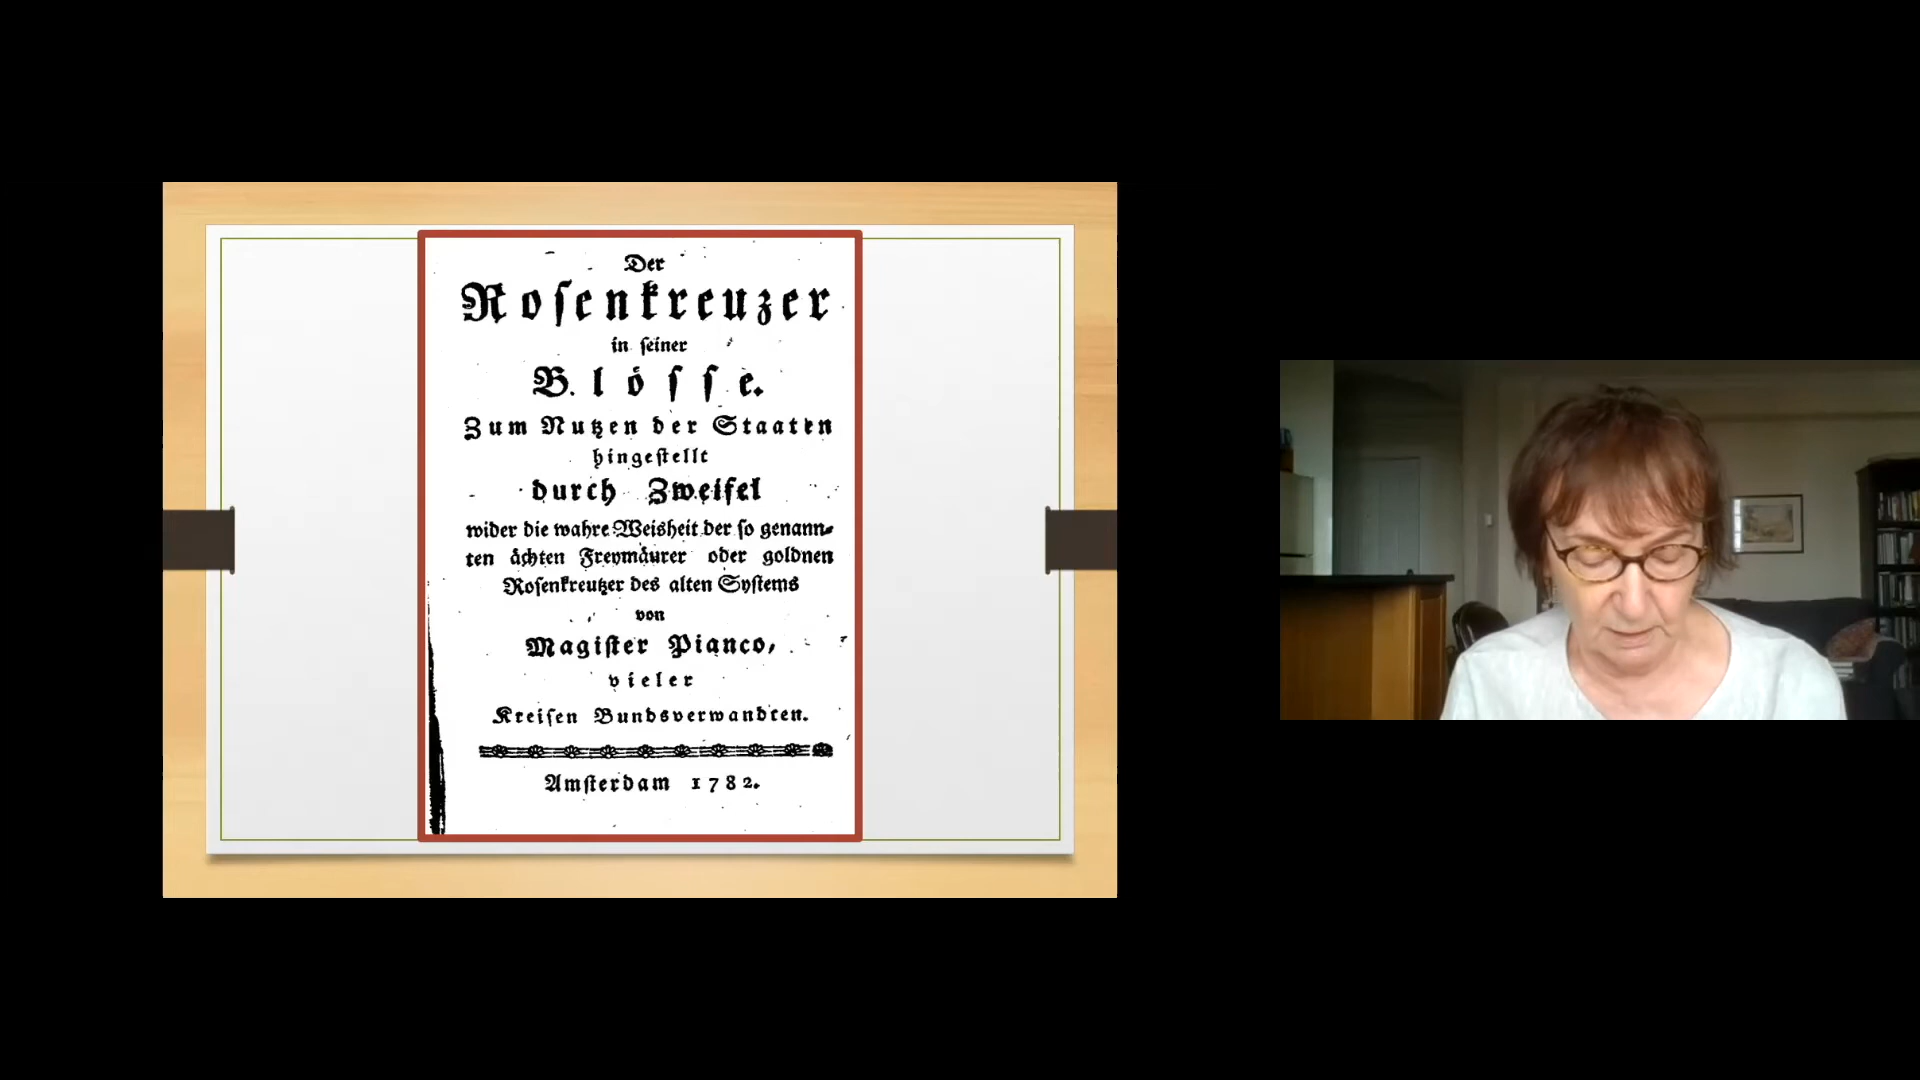 Der
Roſenkreuzer
in ſeiner
Blöſſe.
Zum Nutzen der Staaten
hingeſtellt
durch Zweifel
wider die wahre Weisheit der ſo genann⸗
ten ächten Freymäurer oder goldnen
Roſenkreutzer des alten Syſtems
von
Magiſter Pianco,
vieler
Kreiſen Bundsverwandten.
Amſterdam 1782.